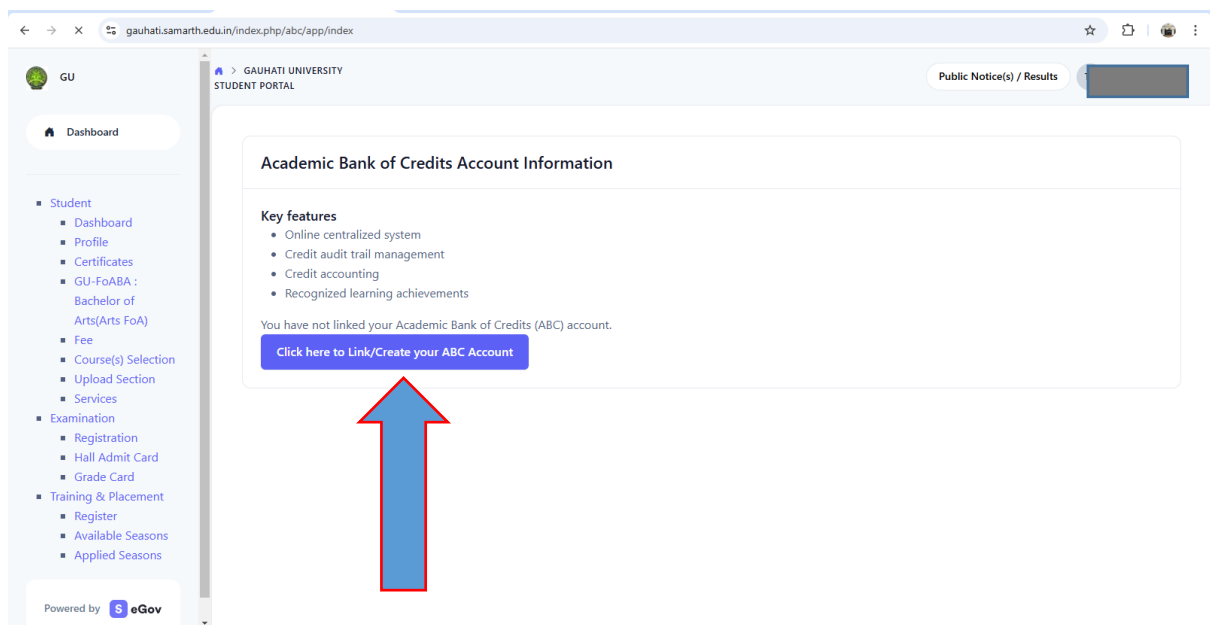 gauhati.samarth.edu.in/index.php/abc/app/index
GU
GAUHATI UNIVERSITY
STUDENT PORTAL
Public Notice(s) / Results
Dashboard
Academic Bank of Credits Account Information
Key features
Online centralized system
Credit audit trail management
Credit accounting
Recognized learning achievements
You have not linked your Academic Bank of Credits (ABC) account.
Click here to Link/Create your ABC Account
Student
Dashboard
Profile
Certificates
GU-FoABA :
Bachelor of
Arts(Arts FoA)
Fee
Course(s) Selection
Upload Section
Services
Examination
Registration
Hall Admit Card
Grade Card
Training & Placement
Register
Available Seasons
Applied Seasons
Powered by S eGov